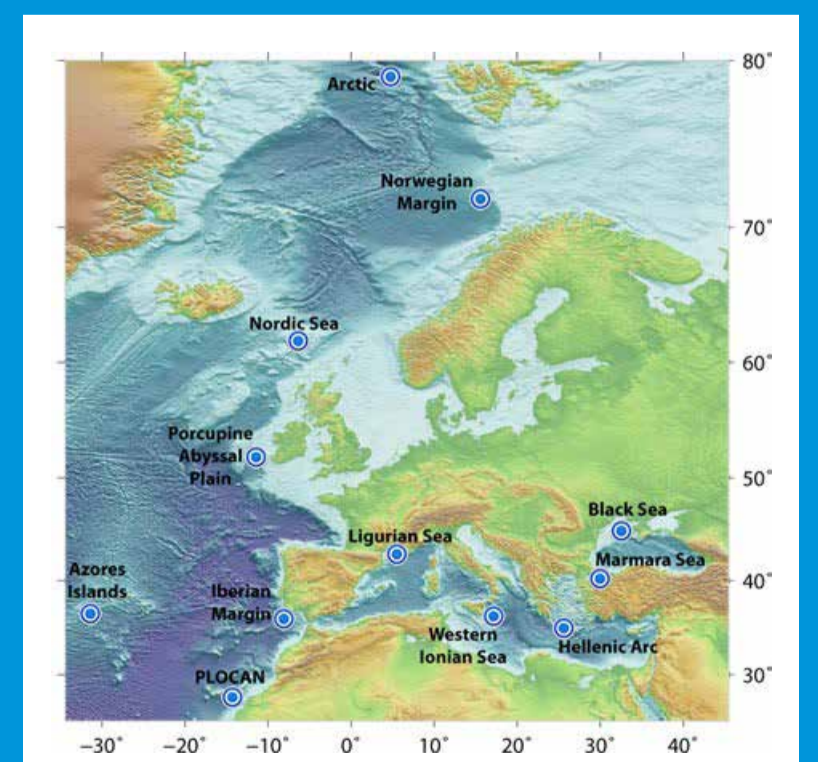 80°
Arctic
Norwegian
Margin
70°
Nordic Sea
60°
Porcupine
Abyssal
Plain
50°
Black Sea
Ligurian Sea
Marmara Sea
Azores
Islands
40°
Iberian
Margin
Western
Ionian Sea
Hellenic Arc
PLOCAN
30°
−30° −20° −10° 0° 10° 20° 30° 40°